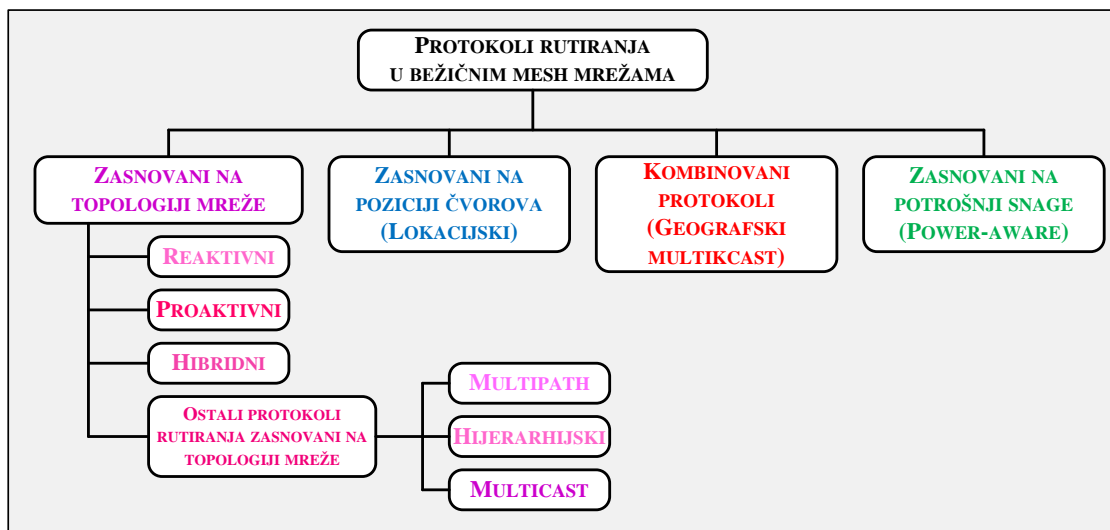 PROTOKOLI RUTIRANJA
U BEŽIČNIM MESH MREŽAMA
ZASNOVANI NA
TOPOLOGIJI MREŽE
ZASNOVANI NA
POZICIJI ČVOROVA
(LOKACIJSKI)
KOMBINOVANI
PROTOKOLI
(GEOGRAFSKI
MULTIKCAST)
ZASNOVANI NA
POTROŠNJI SNAGE
(POWER-AWARE)
REAKTIVNI
PROAKTIVNI
HIBRIDNI
OSTALI PROTOKOLI
RUTIRANJA ZASNOVANI NA
TOPOLOGIJI MREŽE
MULTIPATH
HIJERARHIJSKI
MULTICAST